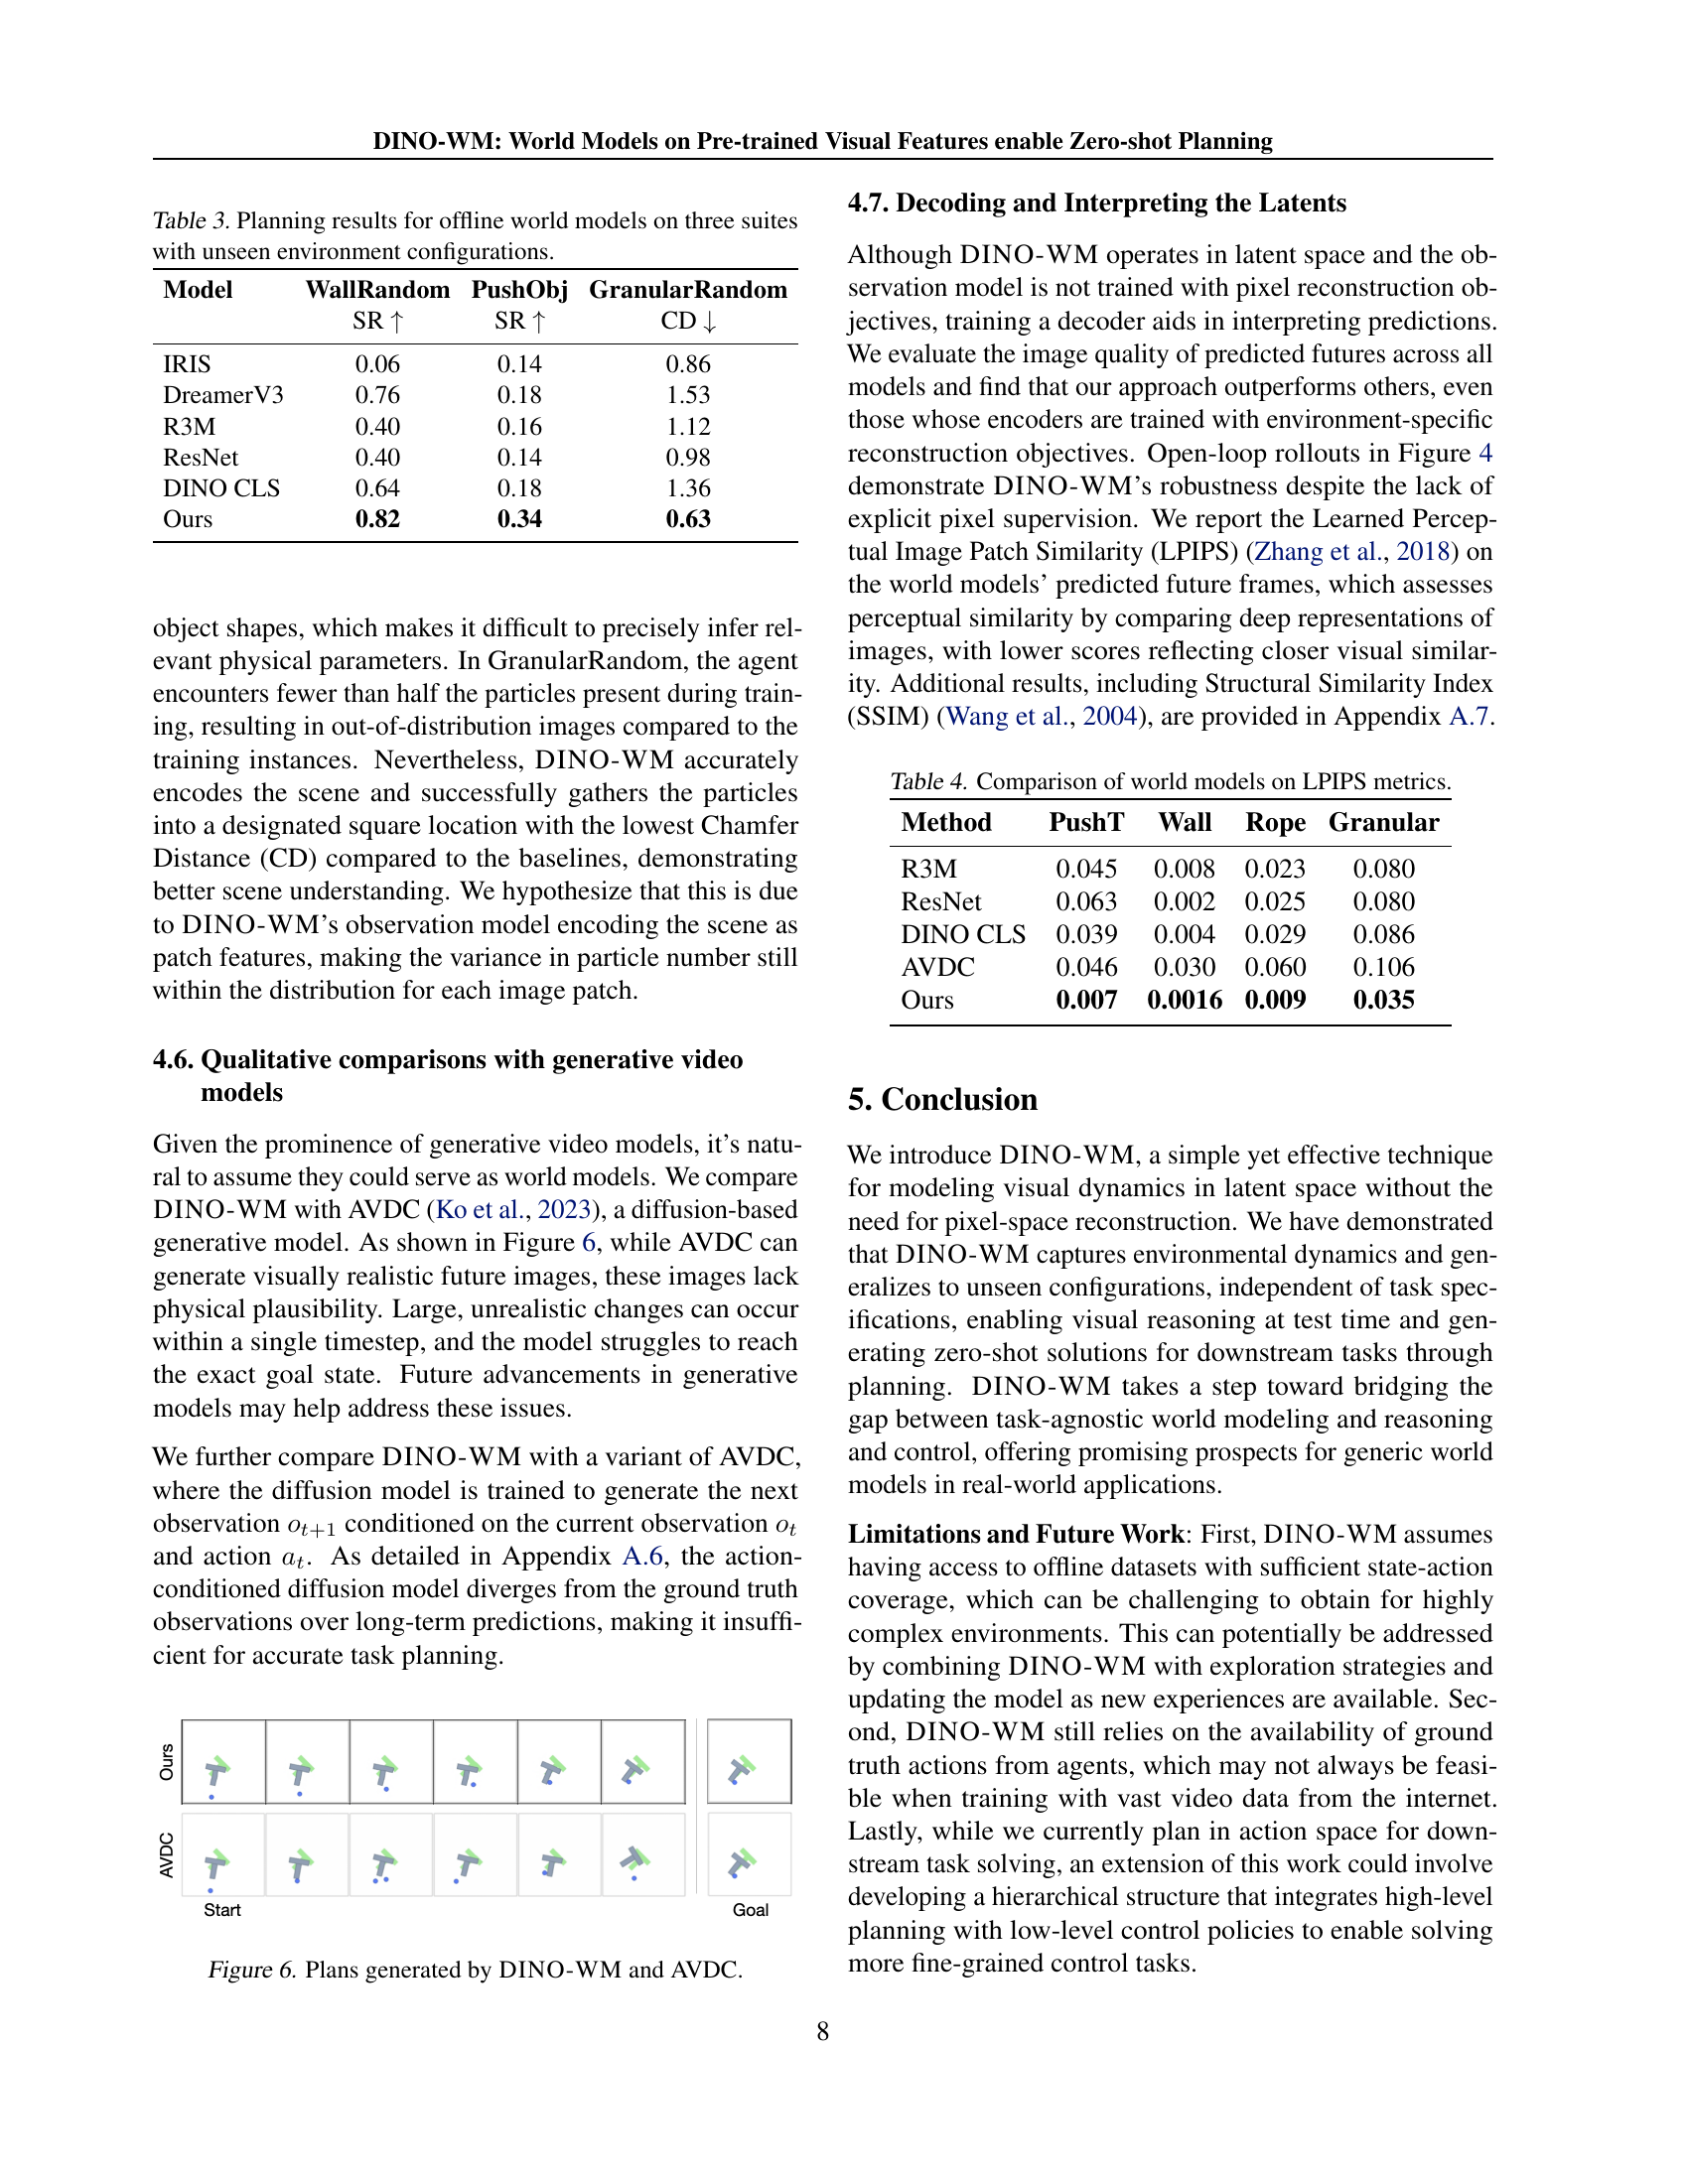 DINO-WM: World Models on Pre-trained Visual Features enable Zero-shot Planning
Table 3. Planning results for offline world models on three suites
with unseen environment configurations.
Model WallRandom PushObj GranularRandom
SR ↑ SR ↑ CD ↓
IRIS 0.06 0.14 0.86
DreamerV3 0.76 0.18 1.53
R3M 0.40 0.16 1.12
ResNet 0.40 0.14 0.98
DINO CLS 0.64 0.18 1.36
Ours 0.82 0.34 0.63
object shapes, which makes it difficult to precisely infer rel-
evant physical parameters. In GranularRandom, the agent
encounters fewer than half the particles present during train-
ing, resulting in out-of-distribution images compared to the
training instances. Nevertheless, DINO-WM accurately
encodes the scene and successfully gathers the particles
into a designated square location with the lowest Chamfer
Distance (CD) compared to the baselines, demonstrating
better scene understanding. We hypothesize that this is due
to DINO-WM's observation model encoding the scene as
patch features, making the variance in particle number still
within the distribution for each image patch.
4.6. Qualitative comparisons with generative video
models
Given the prominence of generative video models, it's natu-
ral to assume they could serve as world models. We compare
DINO-WM with AVDC (Ko et al., 2023), a diffusion-based
generative model. As shown in Figure 6, while AVDC can
generate visually realistic future images, these images lack
physical plausibility. Large, unrealistic changes can occur
within a single timestep, and the model struggles to reach
the exact goal state. Future advancements in generative
models may help address these issues.
We further compare DINO-WM with a variant of AVDC,
where the diffusion model is trained to generate the next
observation o_{t+1} conditioned on the current observation o_t
and action a_t. As detailed in Appendix A.6, the action-
conditioned diffusion model diverges from the ground truth
observations over long-term predictions, making it insuffi-
cient for accurate task planning.
Ours
AVDC
Start Goal
Figure 6. Plans generated by DINO-WM and AVDC.
4.7. Decoding and Interpreting the Latents
Although DINO-WM operates in latent space and the ob-
servation model is not trained with pixel reconstruction ob-
jectives, training a decoder aids in interpreting predictions.
We evaluate the image quality of predicted futures across all
models and find that our approach outperforms others, even
those whose encoders are trained with environment-specific
reconstruction objectives. Open-loop rollouts in Figure 4
demonstrate DINO-WM's robustness despite the lack of
explicit pixel supervision. We report the Learned Percep-
tual Image Patch Similarity (LPIPS) (Zhang et al., 2018) on
the world models' predicted future frames, which assesses
perceptual similarity by comparing deep representations of
images, with lower scores reflecting closer visual similar-
ity. Additional results, including Structural Similarity Index
(SSIM) (Wang et al., 2004), are provided in Appendix A.7.
Table 4. Comparison of world models on LPIPS metrics.
Method PushT Wall Rope Granular
R3M 0.045 0.008 0.023 0.080
ResNet 0.063 0.002 0.025 0.080
DINO CLS 0.039 0.004 0.029 0.086
AVDC 0.046 0.030 0.060 0.106
Ours 0.007 0.0016 0.009 0.035
5. Conclusion
We introduce DINO-WM, a simple yet effective technique
for modeling visual dynamics in latent space without the
need for pixel-space reconstruction. We have demonstrated
that DINO-WM captures environmental dynamics and gen-
eralizes to unseen configurations, independent of task spec-
ifications, enabling visual reasoning at test time and gen-
erating zero-shot solutions for downstream tasks through
planning. DINO-WM takes a step toward bridging the
gap between task-agnostic world modeling and reasoning
and control, offering promising prospects for generic world
models in real-world applications.
Limitations and Future Work: First, DINO-WM assumes
having access to offline datasets with sufficient state-action
coverage, which can be challenging to obtain for highly
complex environments. This can potentially be addressed
by combining DINO-WM with exploration strategies and
updating the model as new experiences are available. Sec-
ond, DINO-WM still relies on the availability of ground
truth actions from agents, which may not always be feasi-
ble when training with vast video data from the internet.
Lastly, while we currently plan in action space for down-
stream task solving, an extension of this work could involve
developing a hierarchical structure that integrates high-level
planning with low-level control policies to enable solving
more fine-grained control tasks.
8